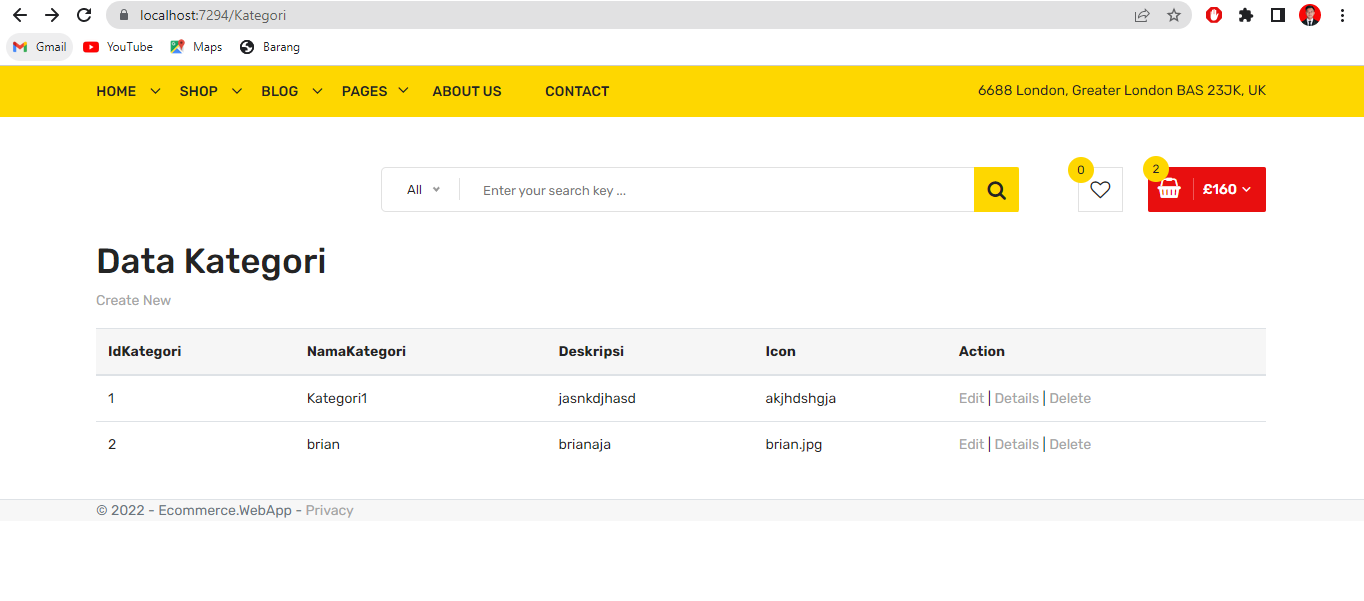 localhost:7294/Kategori
Gmail YouTube Maps Barang
HOME SHOP BLOG PAGES ABOUT US CONTACT 6688 London, Greater London BAS 23JK, UK
0 2
All Enter your search key ... £160
Data Kategori
Create New
IdKategori NamaKategori Deskripsi Icon Action
1 Kategori1 jasnkdjhasd akjhdshgja Edit | Details | Delete
2 brian brianaja brian.jpg Edit | Details | Delete
© 2022 - Ecommerce.WebApp - Privacy